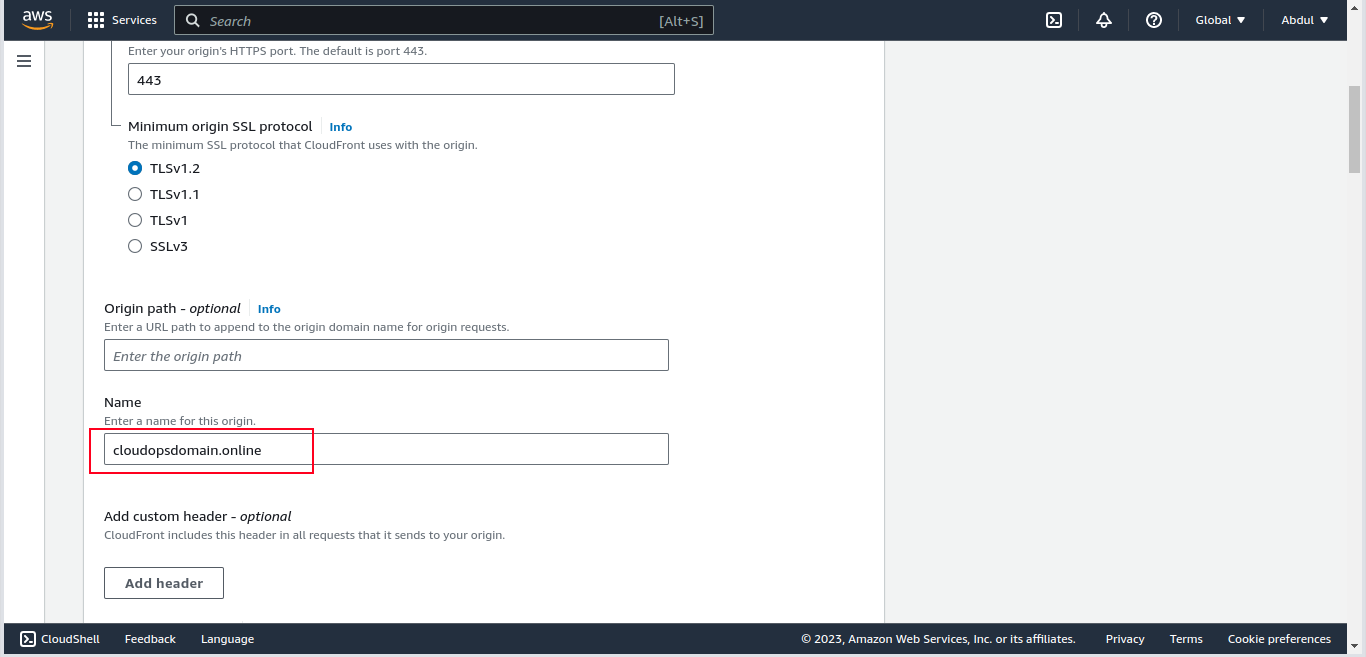 aws Services Search [Alt+S] Global Abdul
Enter your origin's HTTPS port. The default is port 443.
443
Minimum origin SSL protocol Info
The minimum SSL protocol that CloudFront uses with the origin.
TLSv1.2
TLSv1.1
TLSv1
SSLv3
Origin path - optional Info
Enter a URL path to append to the origin domain name for origin requests.
Enter the origin path
Name
Enter a name for this origin.
cloudopsdomain.online
Add custom header - optional
CloudFront includes this header in all requests that it sends to your origin.
Add header
CloudShell Feedback Language © 2023, Amazon Web Services, Inc. or its affiliates. Privacy Terms Cookie preferences